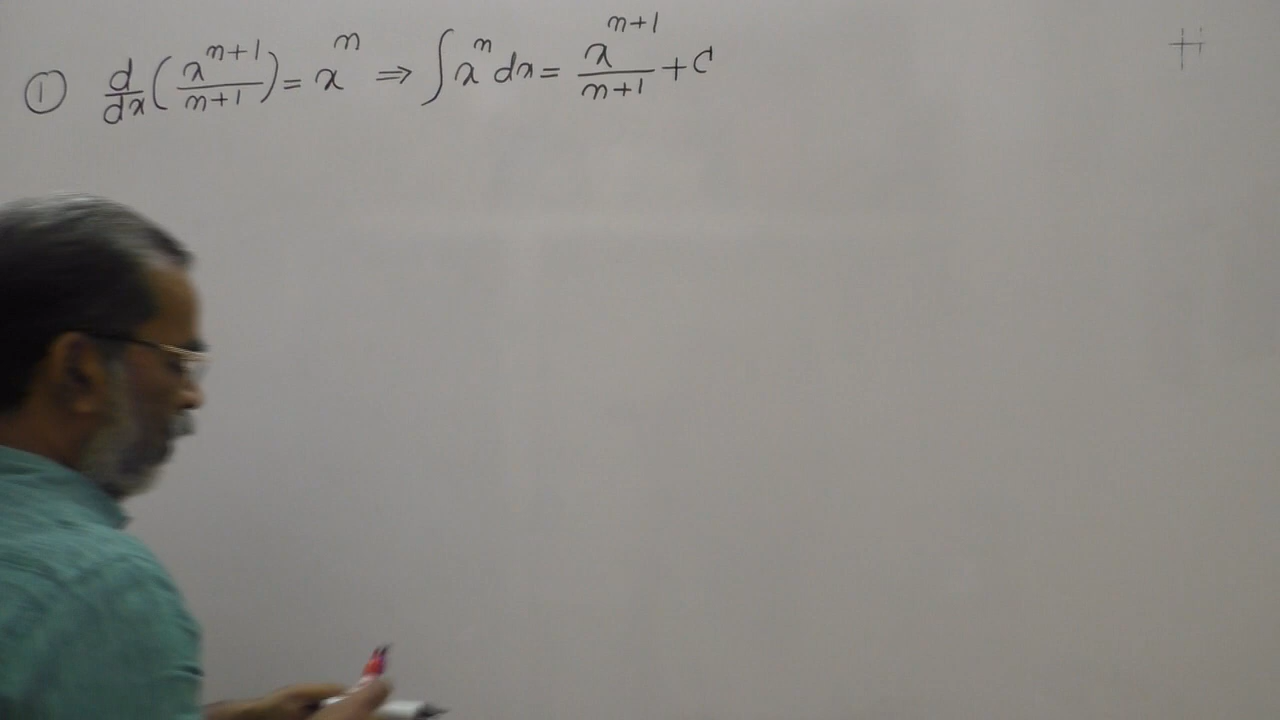 ① d/dx (x^(n+1)/(n+1)) = x^n ⇒ ∫ x^n dx = x^(n+1)/(n+1) + C